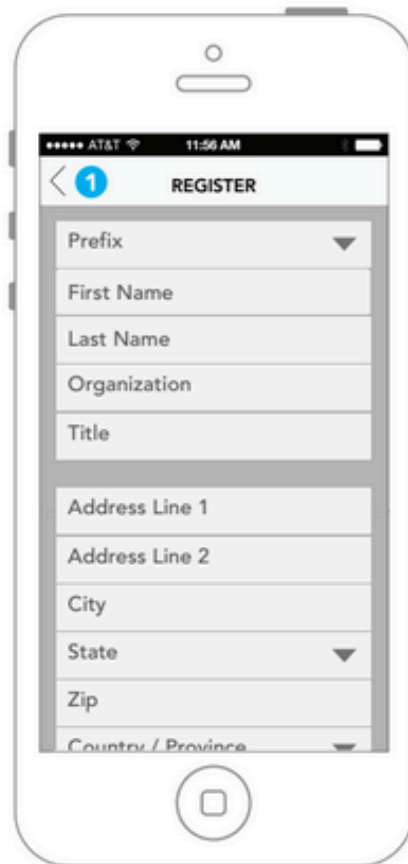 AT&T 11:56 AM
1 REGISTER
Prefix
First Name
Last Name
Organization
Title
Address Line 1
Address Line 2
City
State
Zip
Country / Province